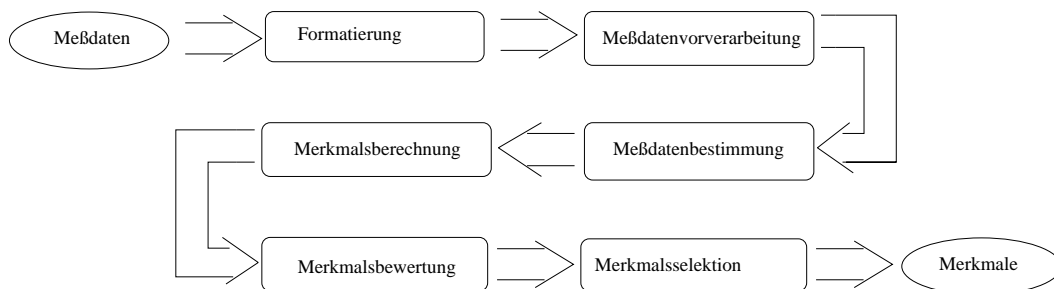 Meßdaten
Formatierung
Meßdatenvorverarbeitung
Meßdatenbestimmung
Merkmalsberechnung
Merkmalsbewertung
Merkmalsselektion
Merkmale